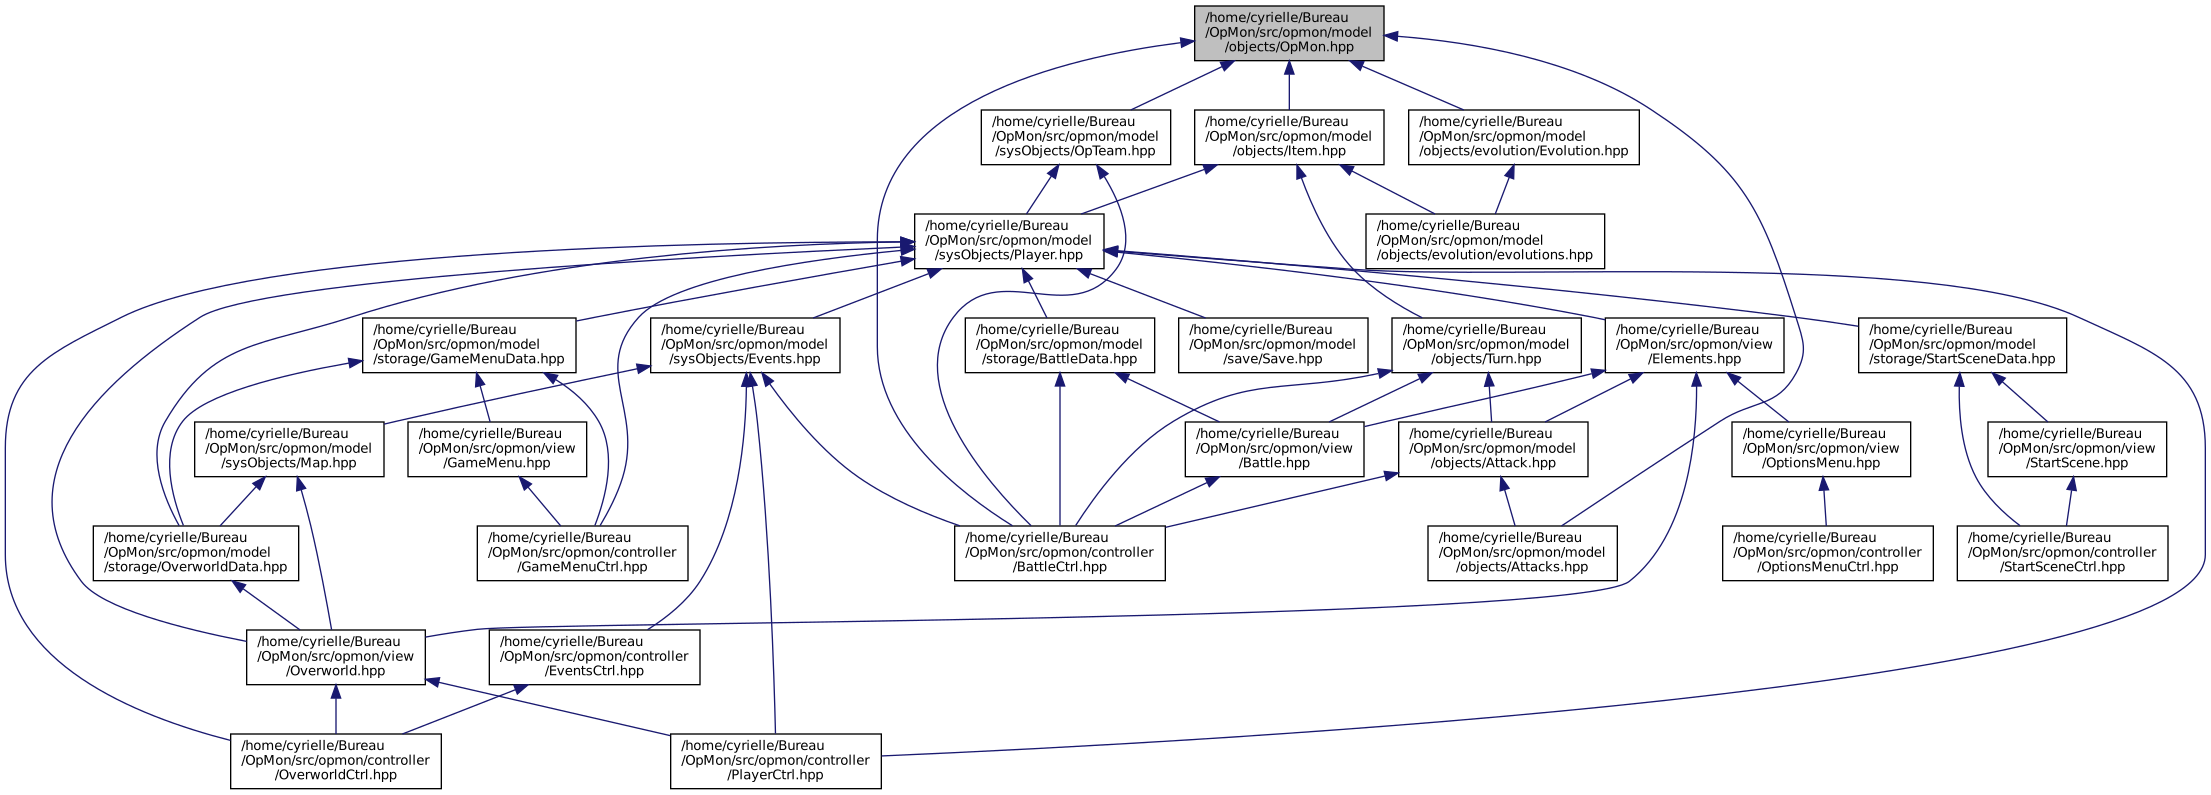 /home/cyrielle/Bureau
/OpMon/src/opmon/model
/objects/OpMon.hpp
/home/cyrielle/Bureau
/OpMon/src/opmon/model
/sysObjects/OpTeam.hpp
/home/cyrielle/Bureau
/OpMon/src/opmon/model
/objects/Item.hpp
/home/cyrielle/Bureau
/OpMon/src/opmon/model
/objects/evolution/Evolution.hpp
/home/cyrielle/Bureau
/OpMon/src/opmon/model
/sysObjects/Player.hpp
/home/cyrielle/Bureau
/OpMon/src/opmon/model
/objects/evolution/evolutions.hpp
/home/cyrielle/Bureau
/OpMon/src/opmon/model
/storage/GameMenuData.hpp
/home/cyrielle/Bureau
/OpMon/src/opmon/model
/sysObjects/Events.hpp
/home/cyrielle/Bureau
/OpMon/src/opmon/model
/storage/BattleData.hpp
/home/cyrielle/Bureau
/OpMon/src/opmon/model
/save/Save.hpp
/home/cyrielle/Bureau
/OpMon/src/opmon/model
/objects/Turn.hpp
/home/cyrielle/Bureau
/OpMon/src/opmon/view
/Elements.hpp
/home/cyrielle/Bureau
/OpMon/src/opmon/model
/storage/StartSceneData.hpp
/home/cyrielle/Bureau
/OpMon/src/opmon/model
/sysObjects/Map.hpp
/home/cyrielle/Bureau
/OpMon/src/opmon/view
/GameMenu.hpp
/home/cyrielle/Bureau
/OpMon/src/opmon/view
/Battle.hpp
/home/cyrielle/Bureau
/OpMon/src/opmon/model
/objects/Attack.hpp
/home/cyrielle/Bureau
/OpMon/src/opmon/view
/OptionsMenu.hpp
/home/cyrielle/Bureau
/OpMon/src/opmon/view
/StartScene.hpp
/home/cyrielle/Bureau
/OpMon/src/opmon/model
/storage/OverworldData.hpp
/home/cyrielle/Bureau
/OpMon/src/opmon/controller
/GameMenuCtrl.hpp
/home/cyrielle/Bureau
/OpMon/src/opmon/controller
/BattleCtrl.hpp
/home/cyrielle/Bureau
/OpMon/src/opmon/model
/objects/Attacks.hpp
/home/cyrielle/Bureau
/OpMon/src/opmon/controller
/OptionsMenuCtrl.hpp
/home/cyrielle/Bureau
/OpMon/src/opmon/controller
/StartSceneCtrl.hpp
/home/cyrielle/Bureau
/OpMon/src/opmon/view
/Overworld.hpp
/home/cyrielle/Bureau
/OpMon/src/opmon/controller
/EventsCtrl.hpp
/home/cyrielle/Bureau
/OpMon/src/opmon/controller
/OverworldCtrl.hpp
/home/cyrielle/Bureau
/OpMon/src/opmon/controller
/PlayerCtrl.hpp